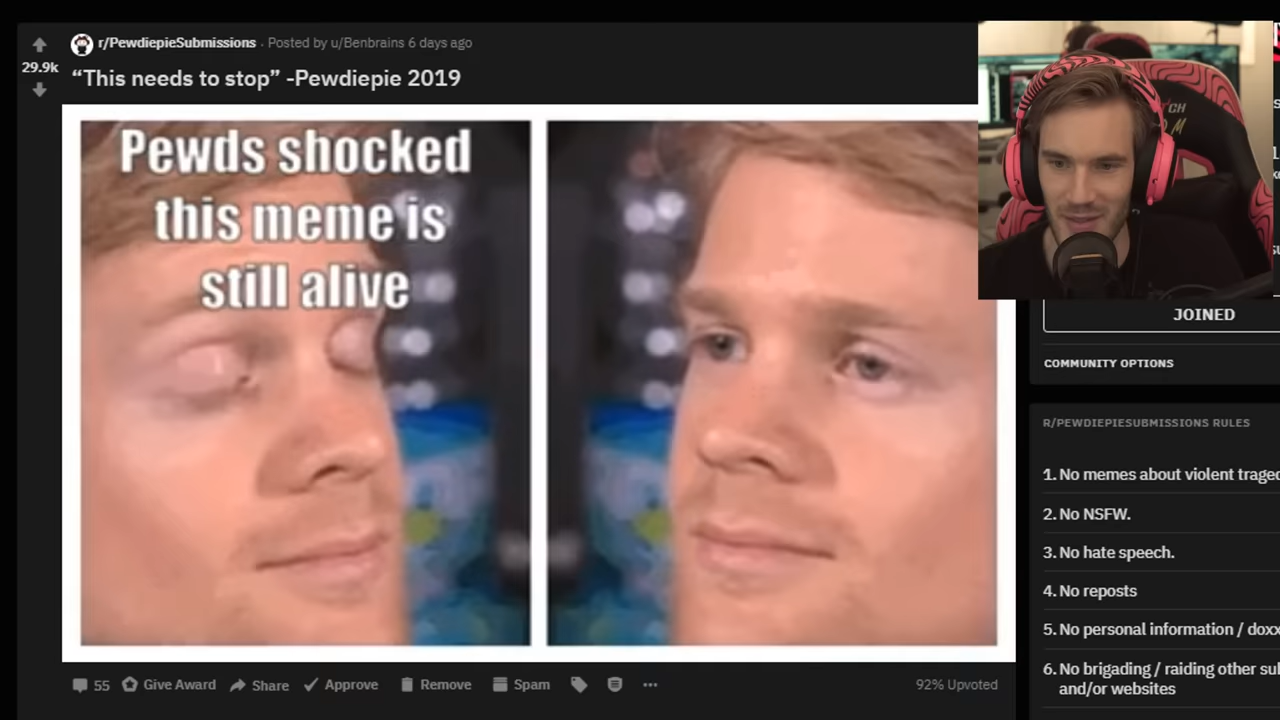 r/PewdiepieSubmissions · Posted by u/Benbrains 6 days ago
29.9k
“This needs to stop” -Pewdiepie 2019
Pewds shocked
this meme is
still alive
JOINED
COMMUNITY OPTIONS
R/PEWDIEPIESUBMISSIONS RULES
1. No memes about violent traged
2. No NSFW.
3. No hate speech.
4. No reposts
5. No personal information / doxx
6. No brigading / raiding other sul
and/or websites
55 Give Award Share Approve Remove Spam ··· 92% Upvoted